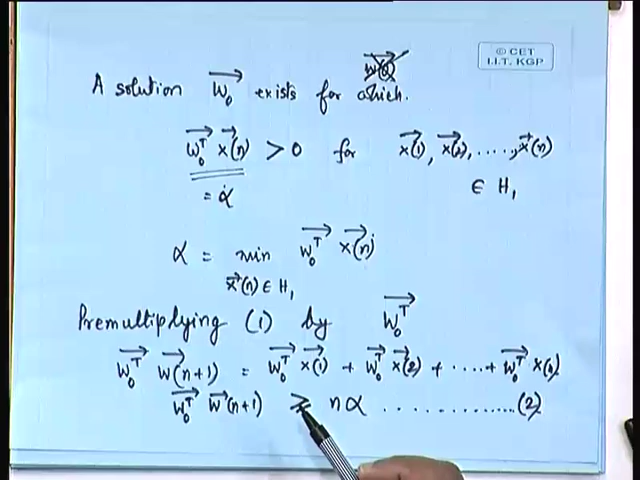 © CET
I.I.T. KGP
A solution w₀ exists for which.
w₀ᵀ x(n) > 0 for x(1), x(2), ....., x(n)
= α ∈ H₁
α = min w₀ᵀ x(n)
x(n) ∈ H₁
Premultiplying (1) by w₀ᵀ
w₀ᵀ w(n+1) = w₀ᵀ x(1) + w₀ᵀ x(2) + ..... + w₀ᵀ x(n)
w₀ᵀ w(n+1) ≥ nα .............. (2)